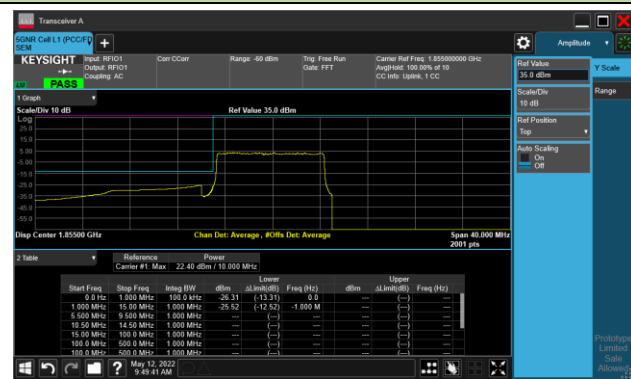 Transceiver A
5GNR Cell L1 (PCC/FD
SEM
Amplitude
KEYSIGHT
Input: RFIO1
Output: RFIO1
Coupling: AC
Corr CCorr
Range: -60 dBm
Trig: Free Run
Gate: FFT
Carrier Ref Freq: 1.855000000 GHz
Avg|Hold: 100.00% of 10
CC Info: Uplink, 1 CC
PASS
Ref Value
35.0 dBm
Y Scale
Scale/Div
10 dB
Range
Ref Position
Top
Auto Scaling
On
Off
1 Graph
Scale/Div 10 dB
Ref Value 35.0 dBm
Log
25.0
15.0
5.00
-5.00
-15.0
-25.0
-35.0
-45.0
-55.0
Disp Center 1.85500 GHz
Chan Det: Average , #Offs Det: Average
Span 40.000 MHz
2001 pts
2 Table
Reference Power
Carrier #1: Max 22.40 dBm / 10.000 MHz
Lower Upper
Start Freq Stop Freq Integ BW dBm ΔLimit(dB) Freq (Hz) dBm ΔLimit(dB) Freq (Hz)
0.0 Hz 1.000 MHz 100.0 kHz -26.31 (-13.31) 0.0 --- (---) ---
1.000 MHz 15.00 MHz 1.000 MHz -25.52 (-12.52) -1.000 M --- (---) ---
5.500 MHz 9.500 MHz 1.000 MHz --- (---) --- --- (---) ---
10.50 MHz 14.50 MHz 1.000 MHz --- (---) --- --- (---) ---
15.00 MHz 100.0 MHz 1.000 MHz --- (---) --- --- (---) ---
100.0 MHz 500.0 MHz 1.000 MHz --- (---) --- --- (---) ---
100.0 MHz 500.0 MHz 1.000 MHz --- (---) --- --- (---) ---
Prototype
Limited
Sale
Allowed
May 12, 2022
9:49:41 AM